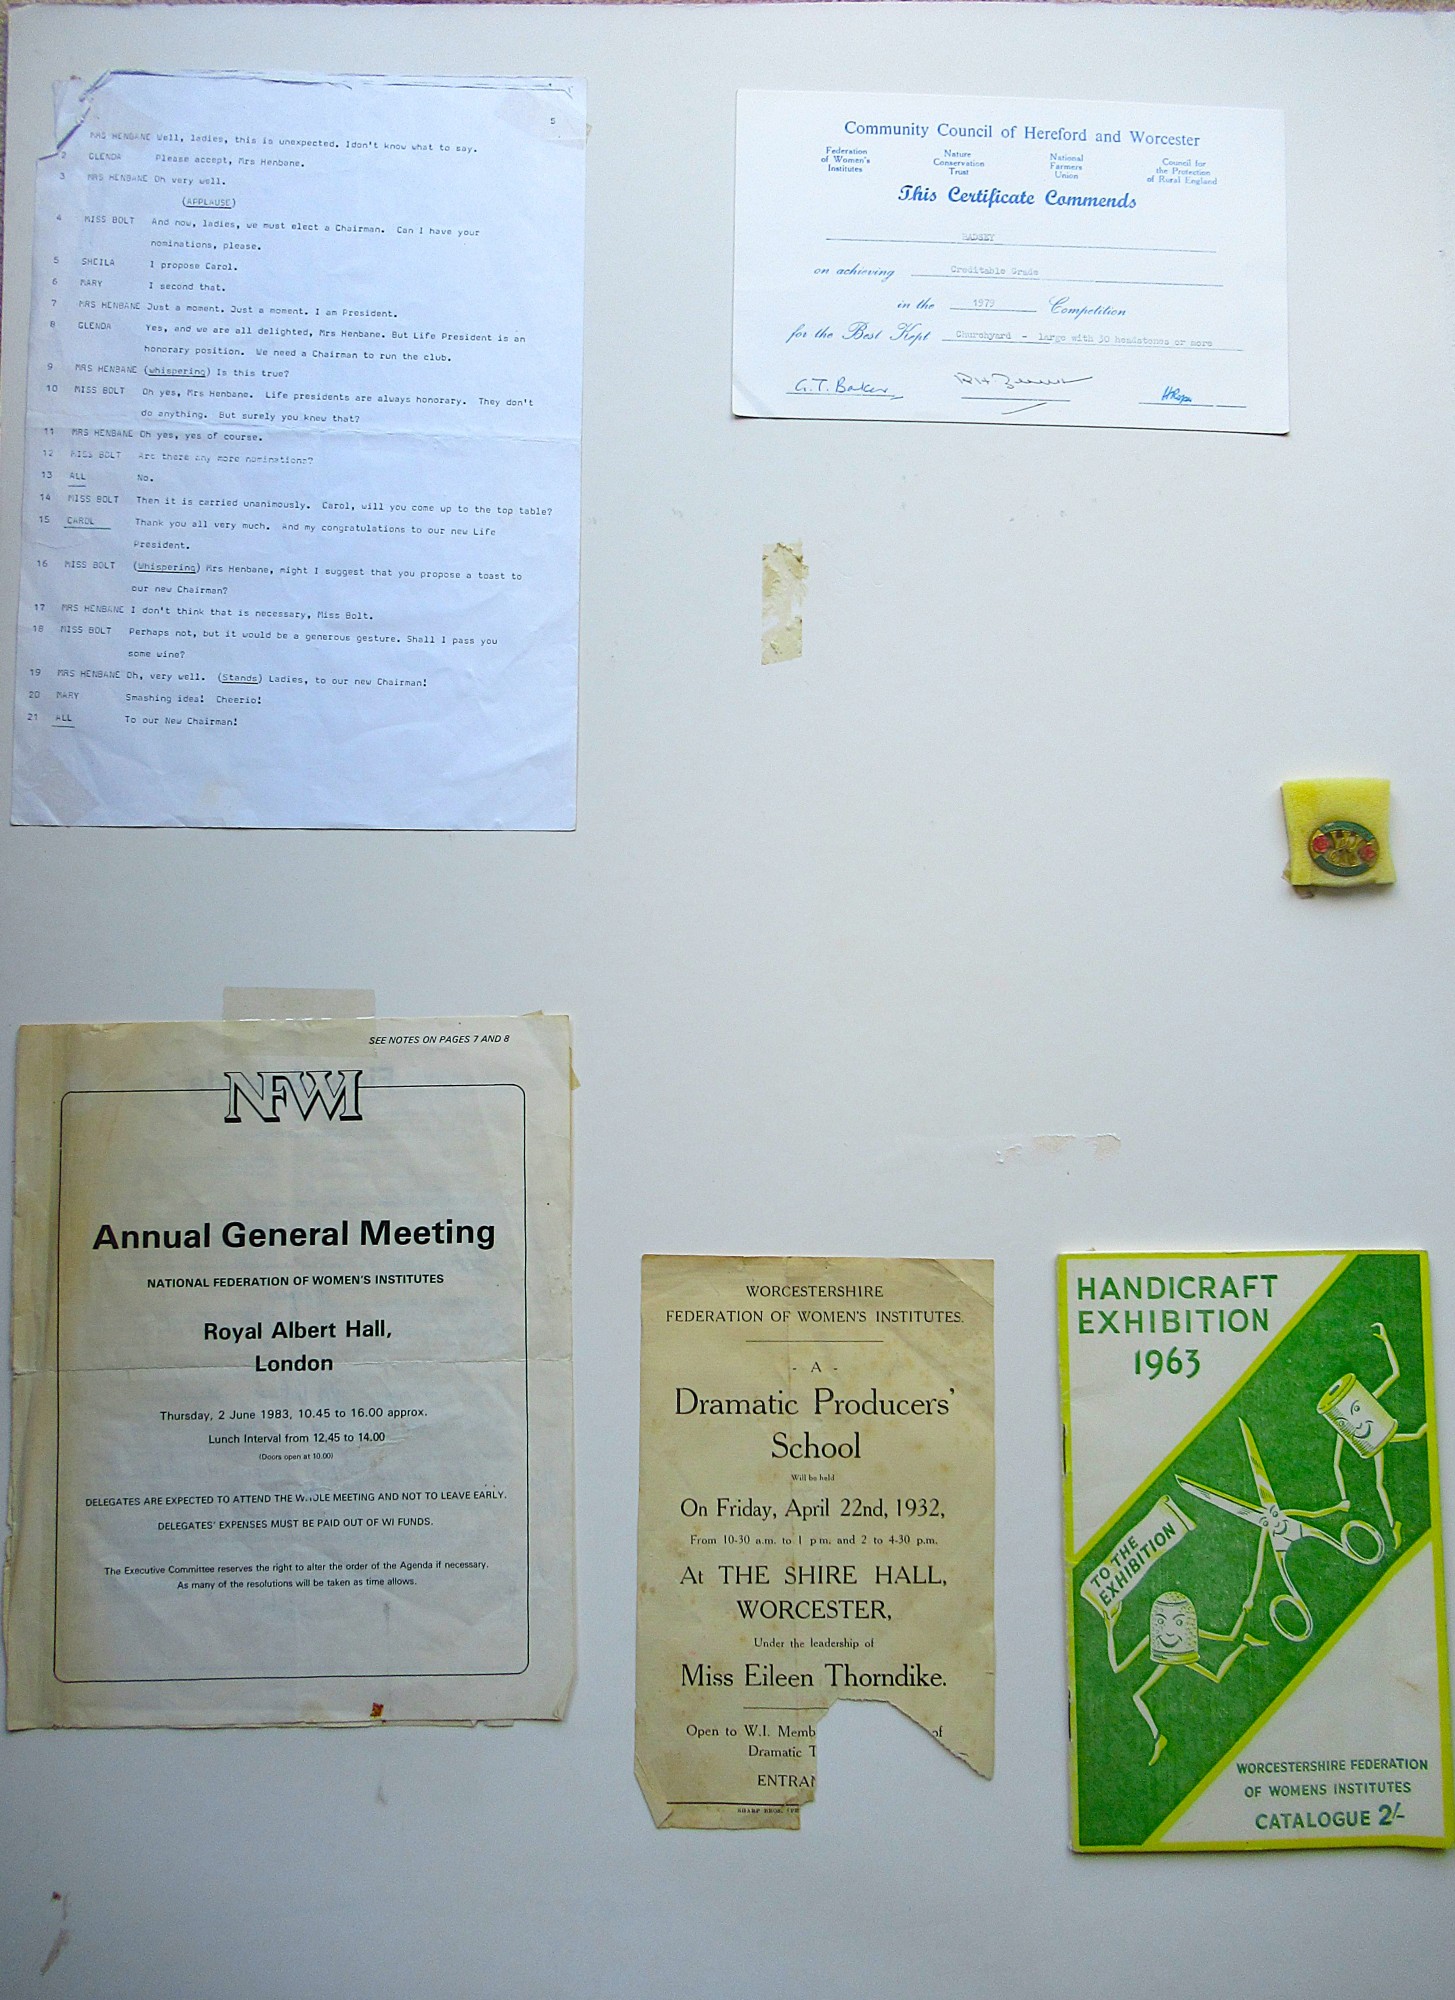 5
MRS HENBANE Well, ladies, this is unexpected. Idon't know what to say.
2 GLENDA Please accept, Mrs Henbane.
3 MRS HENBANE Oh very well.
(APPLAUSE)
4 MISS BOLT And now, ladies, we must elect a Chairman. Can I have your
nominations, please.
5 SHEILA I propose Carol.
6 MARY I second that.
7 MRS HENBANE Just a moment. Just a moment. I am President.
8 GLENDA Yes, and we are all delighted, Mrs Henbane. But Life President is an
honorary position. We need a Chairman to run the club.
9 MRS HENBANE (whispering) Is this true?
10 MISS BOLT Oh yes, Mrs Henbane. Life presidents are always honorary. They don't
do anything. But surely you knew that?
11 MRS HENBANE Oh yes, yes of course.
12 MISS BOLT Are there any more nominations?
13 ALL No.
14 MISS BOLT Then it is carried unanimously. Carol, will you come up to the top table?
15 CAROL Thank you all very much. And my congratulations to our new Life
President.
16 MISS BOLT (Whispering) Mrs Henbane, might I suggest that you propose a toast to
our new Chairman?
17 MRS HENBANE I don't think that is necessary, Miss Bolt.
18 MISS BOLT Perhaps not, but it would be a generous gesture. Shall I pass you
some wine?
19 MRS HENBANE Oh, very well. (Stands) Ladies, to our new Chairman!
20 MARY Smashing idea! Cheerio!
21 ALL To our New Chairman!
Community Council of Hereford and Worcester
Federation of Women's Institutes
Nature Conservation Trust
National Farmers Union
Council for the Protection of Rural England
This Certificate Commends
BADSEY
on achieving Creditable Grade
in the 1979 Competition
for the Best Kept Churchyard - large with 30 headstones or more
G.T. Baker
SEE NOTES ON PAGES 7 AND 8
NFWI
Annual General Meeting
NATIONAL FEDERATION OF WOMEN'S INSTITUTES
Royal Albert Hall,
London
Thursday, 2 June 1983, 10.45 to 16.00 approx.
Lunch Interval from 12.45 to 14.00
(Doors open at 10.00)
DELEGATES ARE EXPECTED TO ATTEND THE WHOLE MEETING AND NOT TO LEAVE EARLY.
DELEGATES' EXPENSES MUST BE PAID OUT OF WI FUNDS.
The Executive Committee reserves the right to alter the order of the Agenda if necessary.
As many of the resolutions will be taken as time allows.
WORCESTERSHIRE
FEDERATION OF WOMEN'S INSTITUTES.
- A
Dramatic Producers'
School
Will be held
On Friday, April 22nd, 1932,
From 10-30 a.m. to 1 p.m. and 2 to 4-30 p.m.
At THE SHIRE HALL,
WORCESTER,
Under the leadership of
Miss Eileen Thorndike.
Open to W.I. Memb of
Dramatic T
ENTRAN
SHARP BROS.
HANDICRAFT
EXHIBITION
1963
TO THE
EXHIBITION
WORCESTERSHIRE FEDERATION
OF WOMENS INSTITUTES
CATALOGUE 2/-